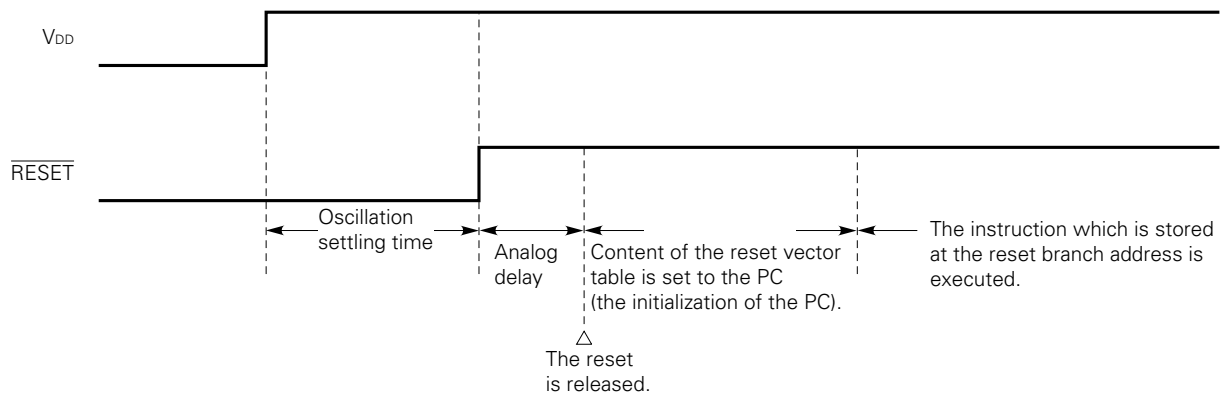 VDD
RESET
Oscillation
settling time
Analog
delay
Content of the reset vector
table is set to the PC
(the initialization of the PC).
The instruction which is stored
at the reset branch address is
executed.
The reset
is released.